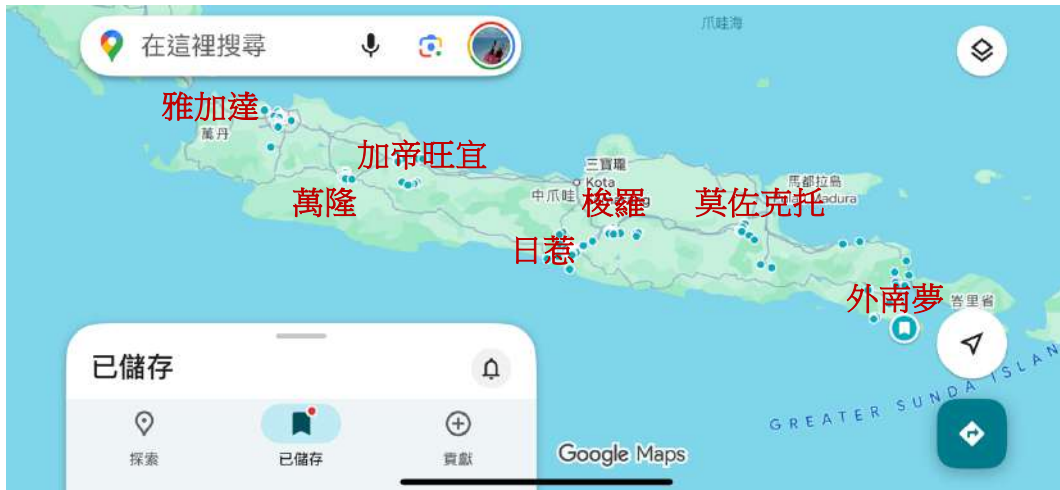 爪哇海
在這裡搜尋
雅加達
萬丹
加帝旺宜
三寶瓏
Kota
馬都拉島
Madura
萬隆
中爪哇
梭羅
莫佐克托
日惹
外南夢
峇里省
已儲存
GREATER SUNDA ISLAN
探索
已儲存
貢獻
Google Maps